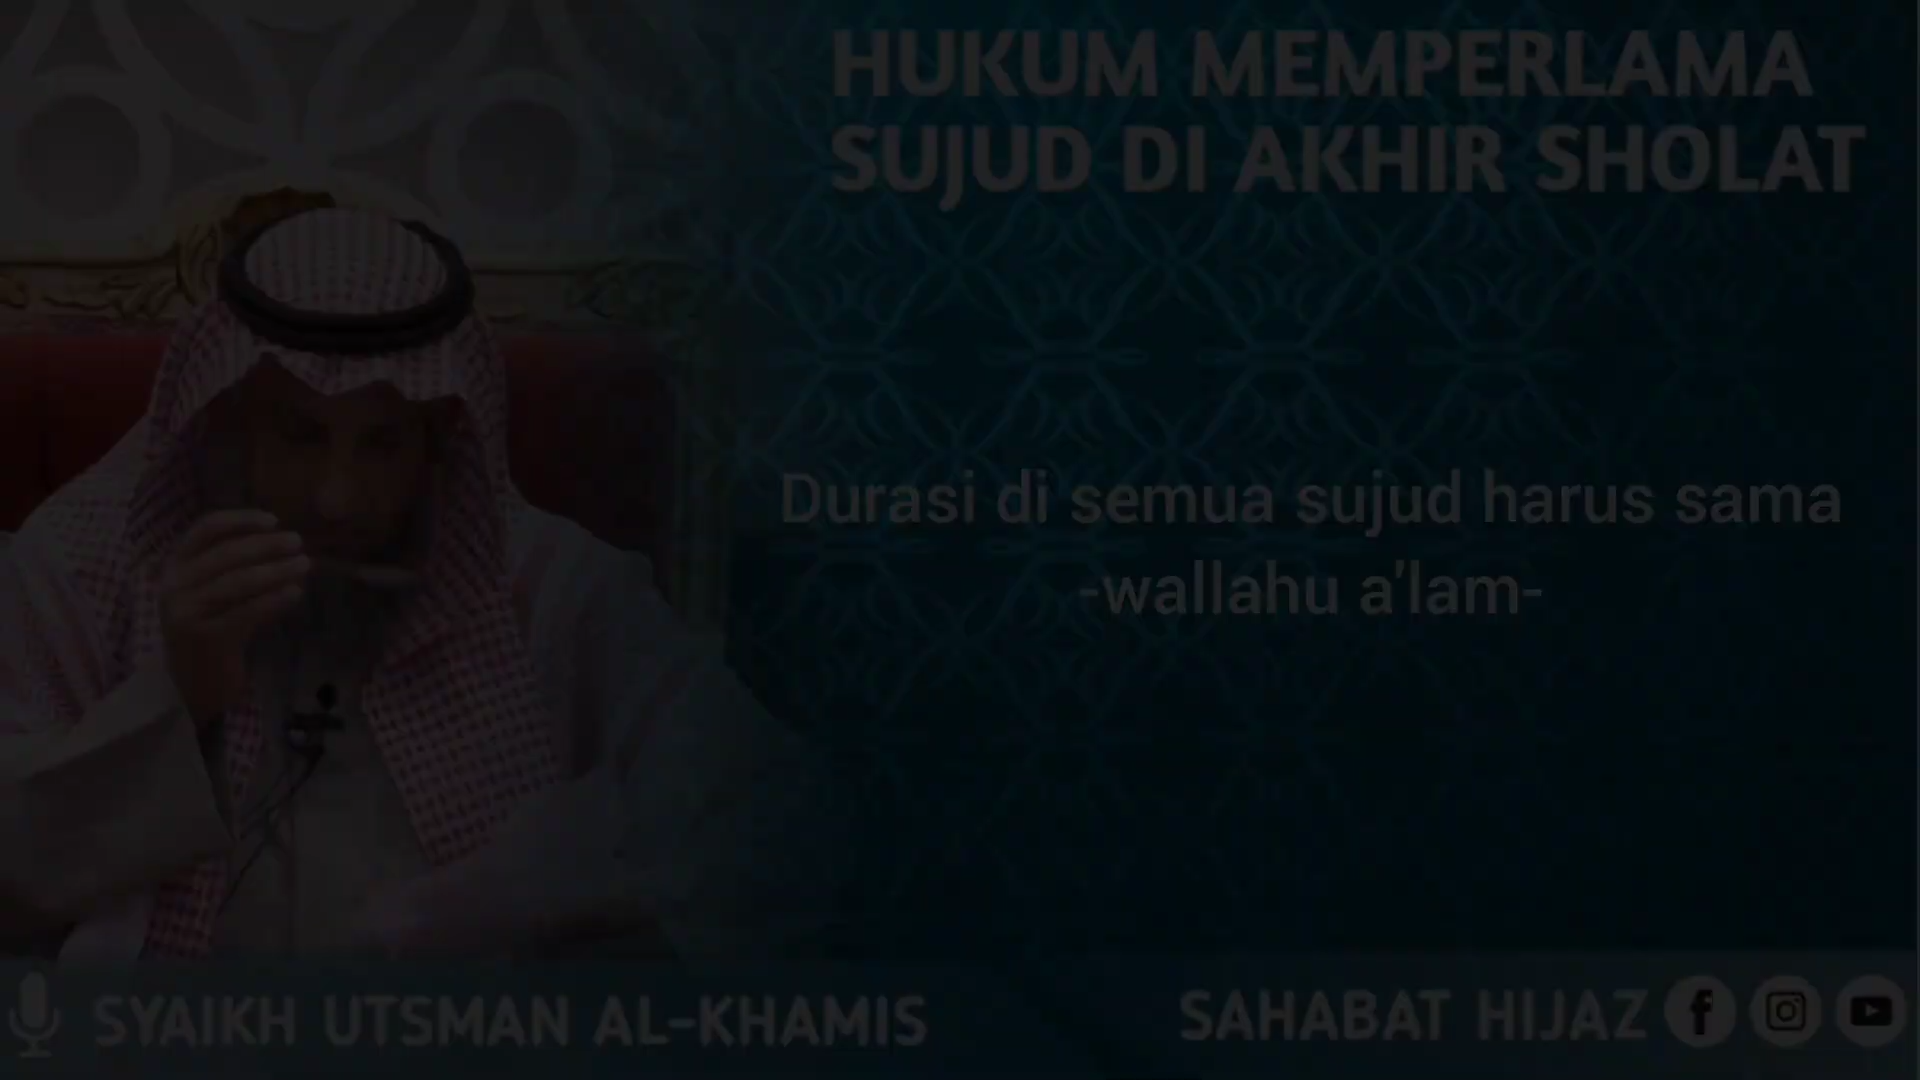 HUKUM MEMPERLAMA
SUJUD DI AKHIR SHOLAT
Durasi di semua sujud harus sama
-wallahu a'lam-
SYAIKH UTSMAN AL-KHAMIS
SAHABAT HIJAZ